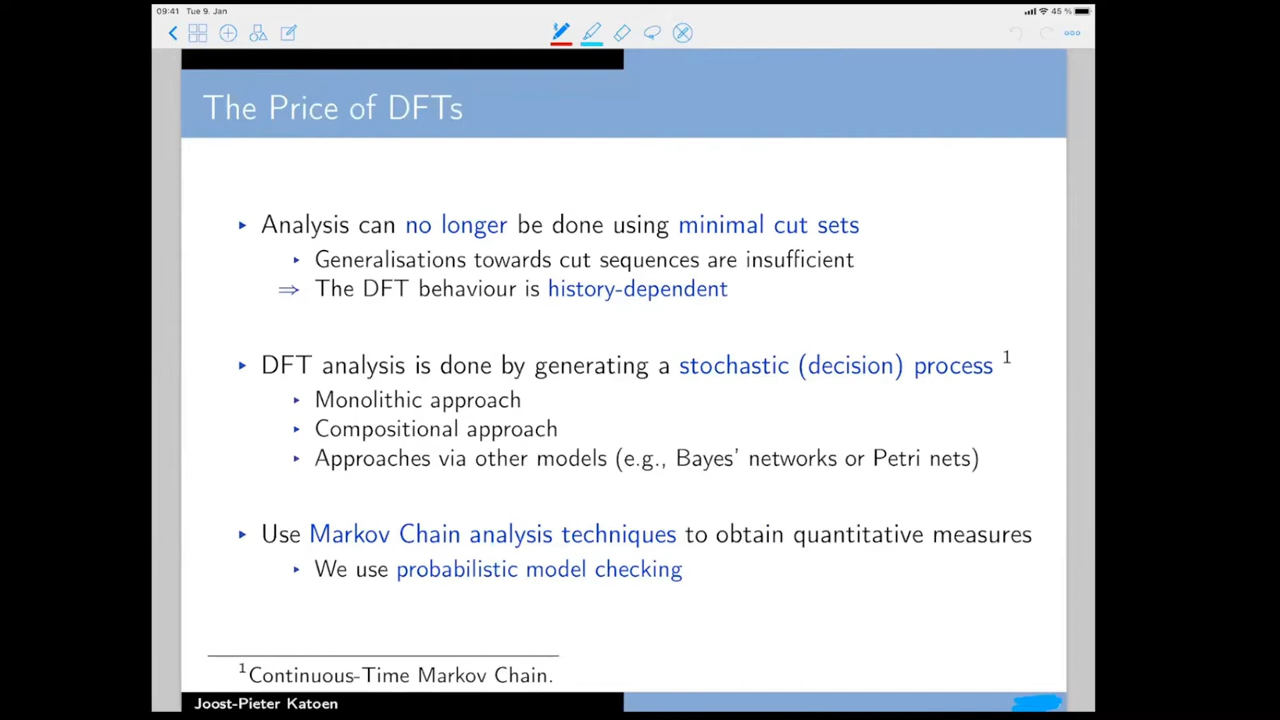 09:41 Tue 9. Jan 45 %
The Price of DFTs
▸ Analysis can no longer be done using minimal cut sets
▸ Generalisations towards cut sequences are insufficient
⇒ The DFT behaviour is history-dependent
▸ DFT analysis is done by generating a stochastic (decision) process 1
▸ Monolithic approach
▸ Compositional approach
▸ Approaches via other models (e.g., Bayes' networks or Petri nets)
▸ Use Markov Chain analysis techniques to obtain quantitative measures
▸ We use probabilistic model checking
1Continuous-Time Markov Chain.
Joost-Pieter Katoen